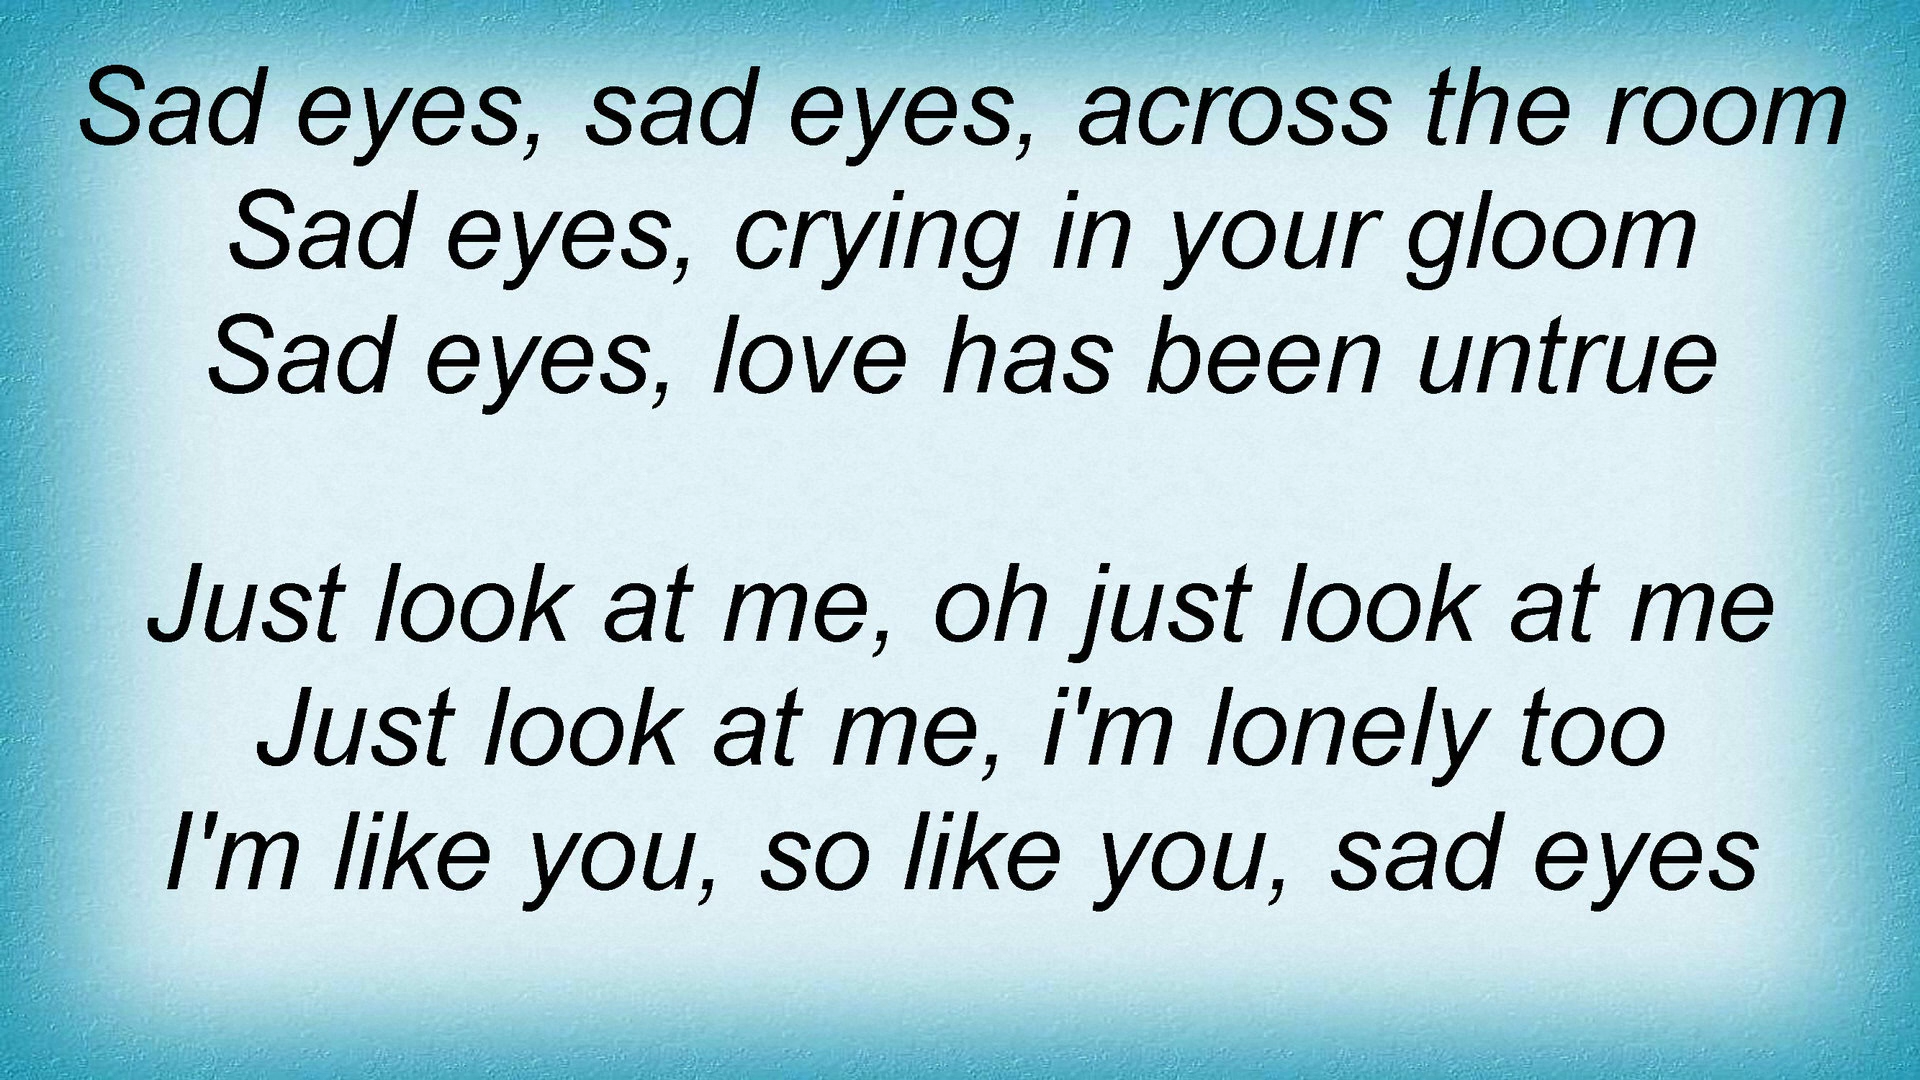 Sad eyes, sad eyes, across the room
Sad eyes, crying in your gloom
Sad eyes, love has been untrue
Just look at me, oh just look at me
Just look at me, i'm lonely too
I'm like you, so like you, sad eyes